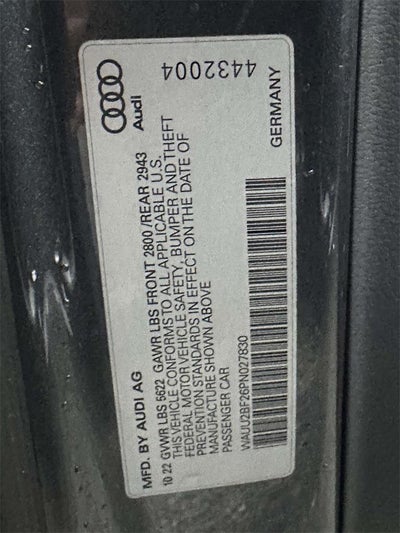 Audi
4432004
MFD. BY AUDI AG
10 22 GVWR LBS 5622 GAWR LBS FRONT 2800/REAR 2943
THIS VEHICLE CONFORMS TO ALL APPLICABLE U.S.
FEDERAL MOTOR VEHICLE SAFETY, BUMPER AND THEFT
PREVENTION STANDARDS IN EFFECT ON THE DATE OF
MANUFACTURE SHOWN ABOVE
PASSENGER CAR
WAUU2BF26PN027830
GERMANY